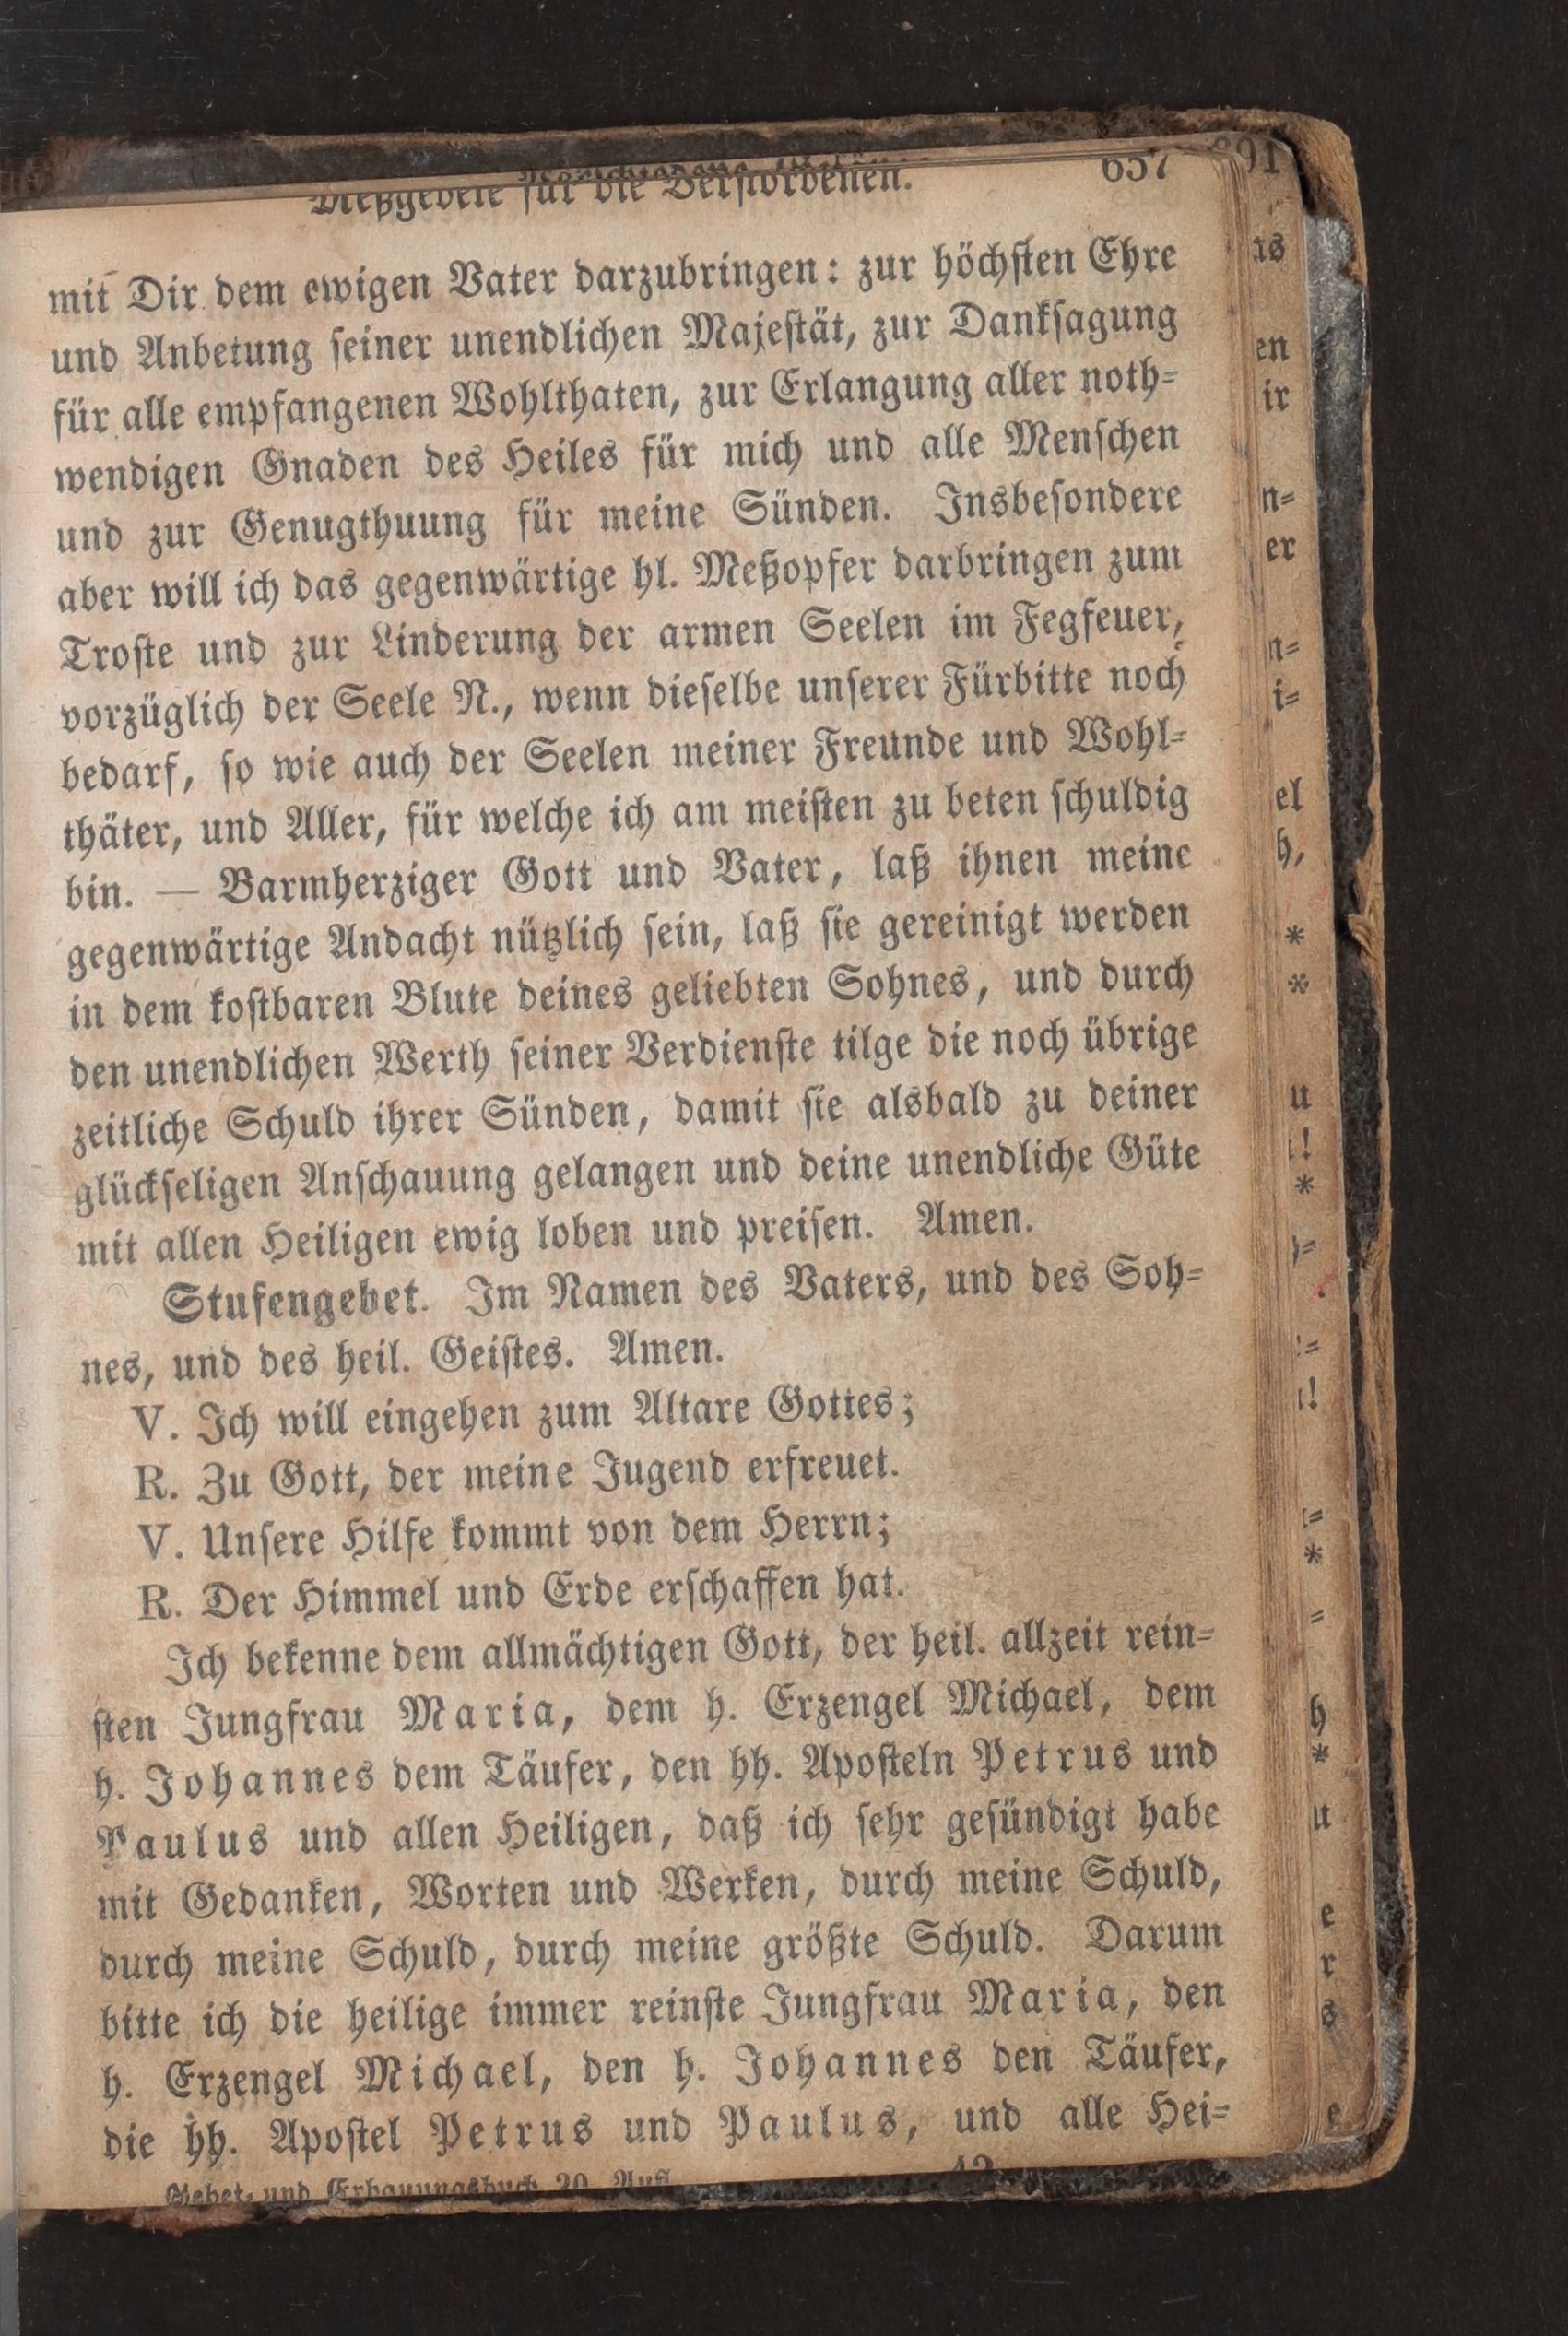 Meßgebete für die Verstorbenen. 657
mit Dir dem ewigen Vater darzubringen: zur höchsten Ehre
und Anbetung seiner unendlichen Majestät, zur Danksagung
für alle empfangenen Wohlthaten, zur Erlangung aller noth-
wendigen Gnaden des Heiles für mich und alle Menschen
und zur Genugthuung für meine Sünden. Insbesondere
aber will ich das gegenwärtige hl. Meßopfer darbringen zum
Troste und zur Linderung der armen Seelen im Fegfeuer,
vorzüglich der Seele N., wenn dieselbe unserer Fürbitte noch
bedarf, so wie auch der Seelen meiner Freunde und Wohl-
thäter, und Aller, für welche ich am meisten zu beten schuldig
bin. — Barmherziger Gott und Vater, laß ihnen meine
gegenwärtige Andacht nützlich sein, laß sie gereinigt werden
in dem kostbaren Blute deines geliebten Sohnes, und durch
den unendlichen Werth seiner Verdienste tilge die noch übrige
zeitliche Schuld ihrer Sünden, damit sie alsbald zu deiner
glückseligen Anschauung gelangen und deine unendliche Güte
mit allen Heiligen ewig loben und preisen. Amen.
Stufengebet. Im Namen des Vaters, und des Soh-
nes, und des heil. Geistes. Amen.
V. Ich will eingehen zum Altare Gottes;
R. Zu Gott, der meine Jugend erfreuet.
V. Unsere Hilfe kommt von dem Herrn;
R. Der Himmel und Erde erschaffen hat.
Ich bekenne dem allmächtigen Gott, der heil. allzeit rein-
sten Jungfrau Maria, dem h. Erzengel Michael, dem
h. Johannes dem Täufer, den hh. Aposteln Petrus und
Paulus und allen Heiligen, daß ich sehr gesündigt habe
mit Gedanken, Worten und Werken, durch meine Schuld,
durch meine Schuld, durch meine größte Schuld. Darum
bitte ich die heilige immer reinste Jungfrau Maria, den
h. Erzengel Michael, den h. Johannes den Täufer,
die hh. Apostel Petrus und Paulus, und alle Hei-
Gebet- und Erbauungsbuch 20. Aufl. 42